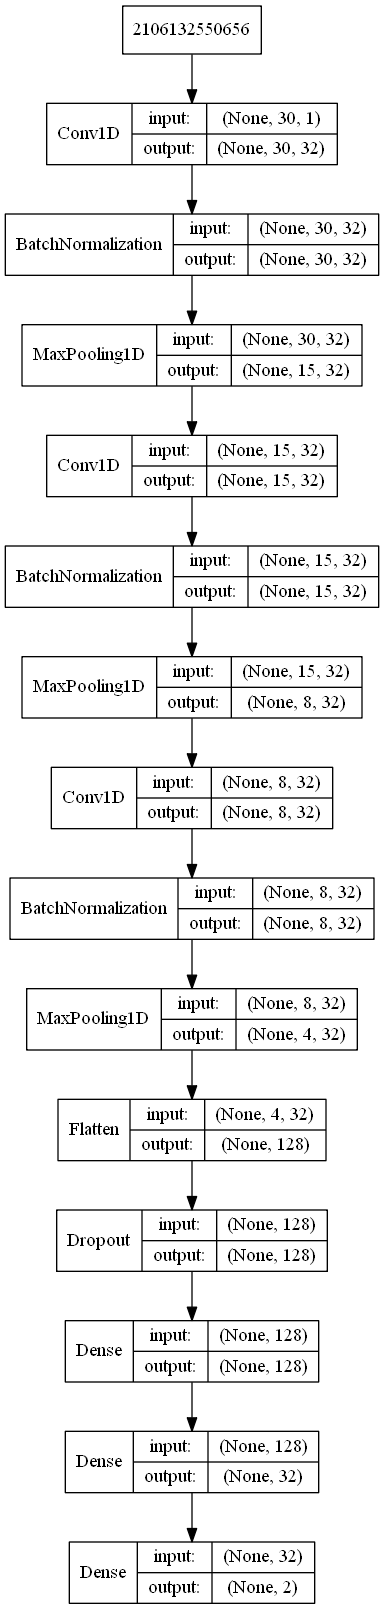 2106132550656
Conv1D
input:
(None, 30, 1)
output:
(None, 30, 32)
BatchNormalization
input:
(None, 30, 32)
output:
(None, 30, 32)
MaxPooling1D
input:
(None, 30, 32)
output:
(None, 15, 32)
Conv1D
input:
(None, 15, 32)
output:
(None, 15, 32)
BatchNormalization
input:
(None, 15, 32)
output:
(None, 15, 32)
MaxPooling1D
input:
(None, 15, 32)
output:
(None, 8, 32)
Conv1D
input:
(None, 8, 32)
output:
(None, 8, 32)
BatchNormalization
input:
(None, 8, 32)
output:
(None, 8, 32)
MaxPooling1D
input:
(None, 8, 32)
output:
(None, 4, 32)
Flatten
input:
(None, 4, 32)
output:
(None, 128)
Dropout
input:
(None, 128)
output:
(None, 128)
Dense
input:
(None, 128)
output:
(None, 128)
Dense
input:
(None, 128)
output:
(None, 32)
Dense
input:
(None, 32)
output:
(None, 2)